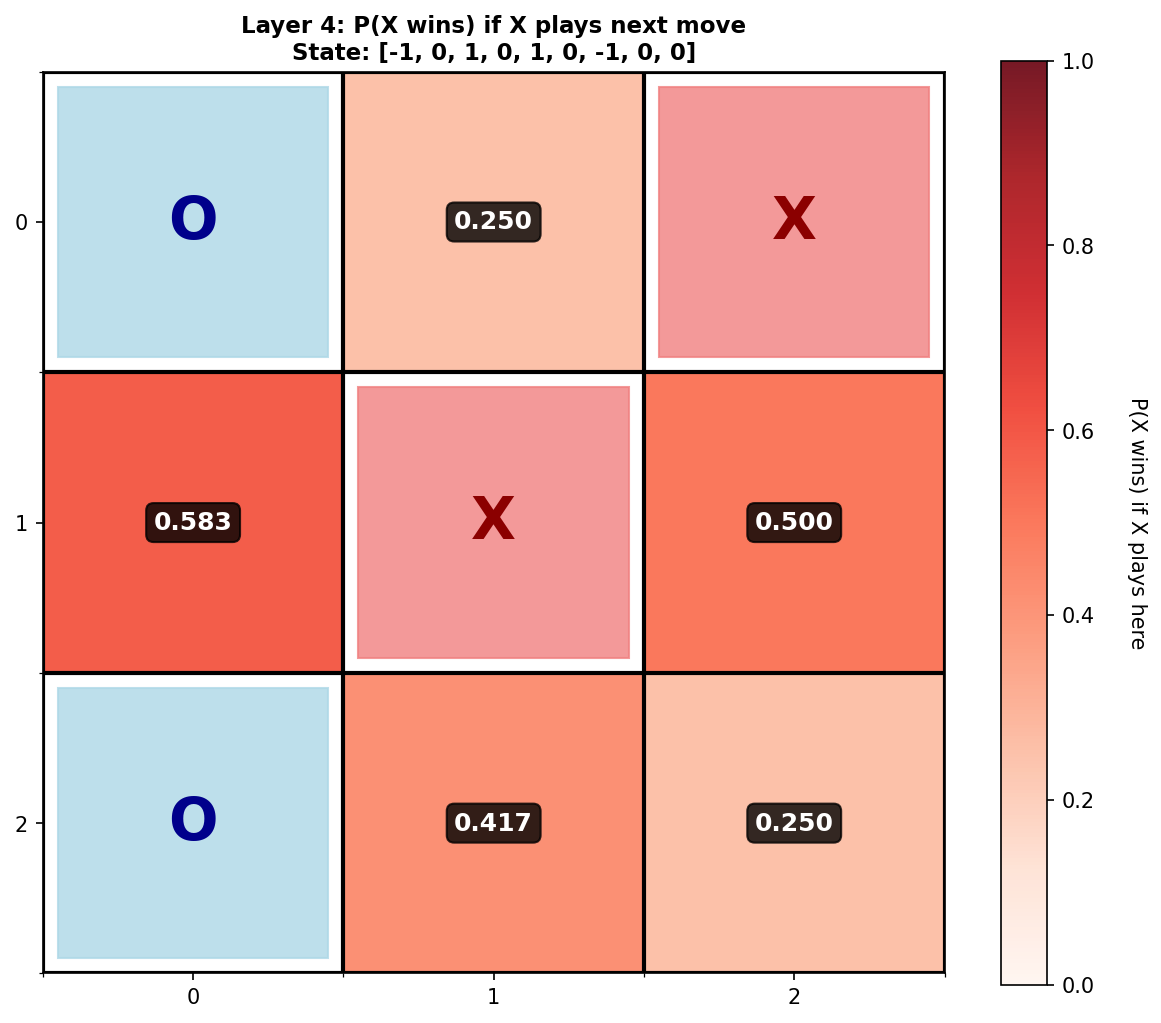 Layer 4: P(X wins) if X plays next move
State: [-1, 0, 1, 0, 1, 0, -1, 0, 0]
0
O
0.250
X
1
0.583
X
0.500
2
O
0.417
0.250
0
1
2
1.0
0.8
0.6
0.4
0.2
0.0
P(X wins) if X plays here